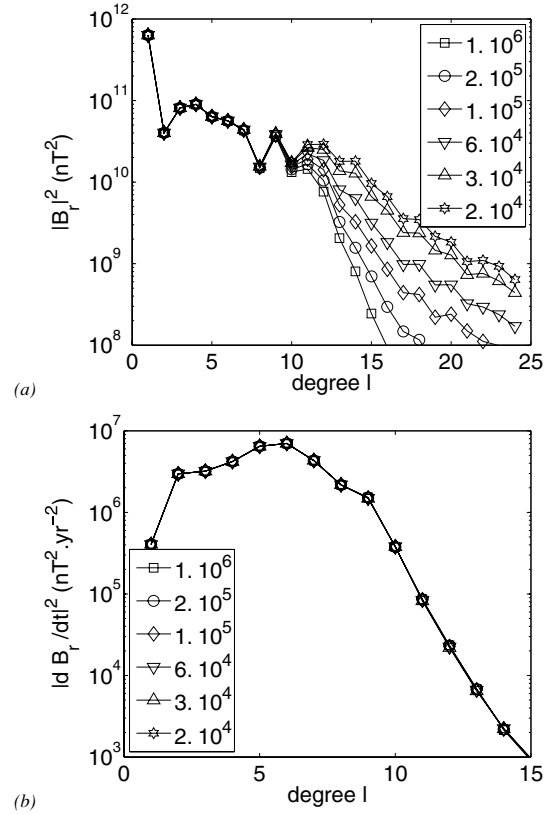 10^12
10^11
10^10
10^9
10^8
|B_r|^2 (nT^2)
1. 10^6
2. 10^5
1. 10^5
6. 10^4
3. 10^4
2. 10^4
0 5 10 15 20 25
degree l
(a)
10^7
10^6
10^5
10^4
10^3
|d B_r /dt|^2 (nT^2.yr^-2)
1. 10^6
2. 10^5
1. 10^5
6. 10^4
3. 10^4
2. 10^4
0 5 10 15
degree l
(b)